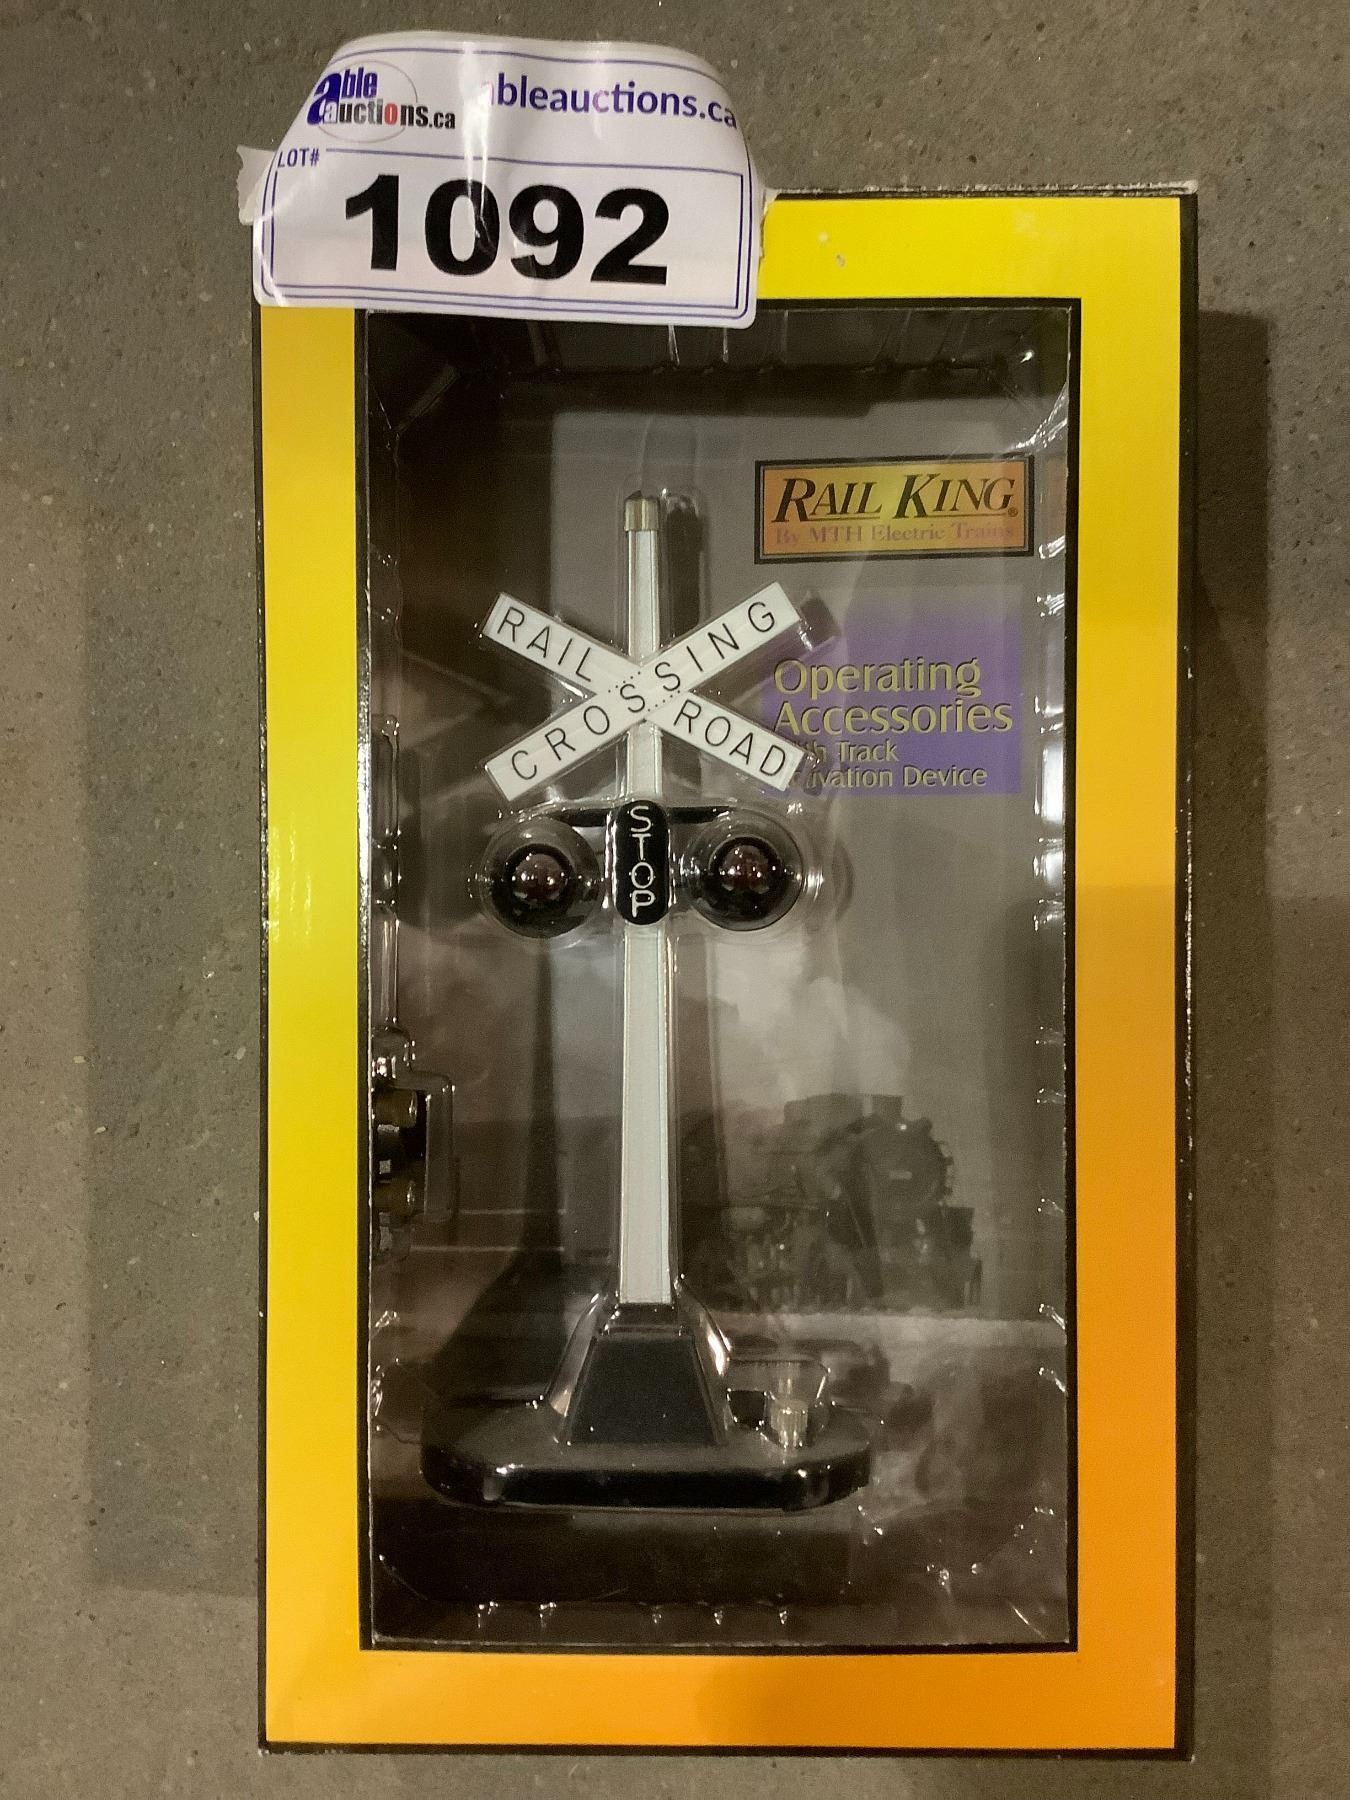 able
auctions.ca
ableauctions.ca
LOT#
1092
RAIL KING®
By MTH Electric Trains
RAIL ROAD
CROSSING
Operating
Accessories
Track
Device
STOP